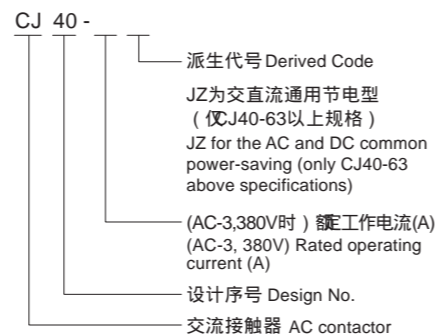 CJ 40 -
派生代号 Derived Code
JZ为交直流通用节电型
（仅CJ40-63以上规格）
JZ for the AC and DC common
power-saving (only CJ40-63
above specifications)
(AC-3,380V时）额定工作电流(A)
(AC-3, 380V) Rated operating
current (A)
设计序号 Design No.
交流接触器 AC contactor